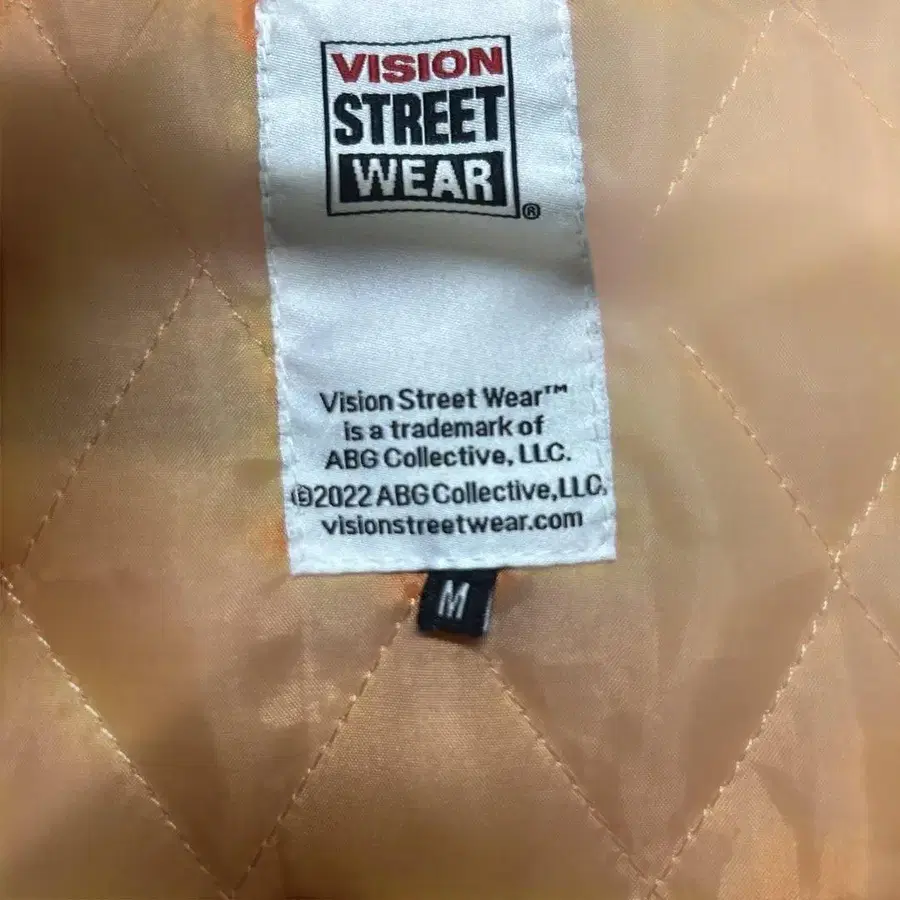 VISION
STREET
WEAR
®
Vision Street Wear™
is a trademark of
ABG Collective, LLC.
©2022 ABG Collective, LLC.
visionstreetwear.com
M